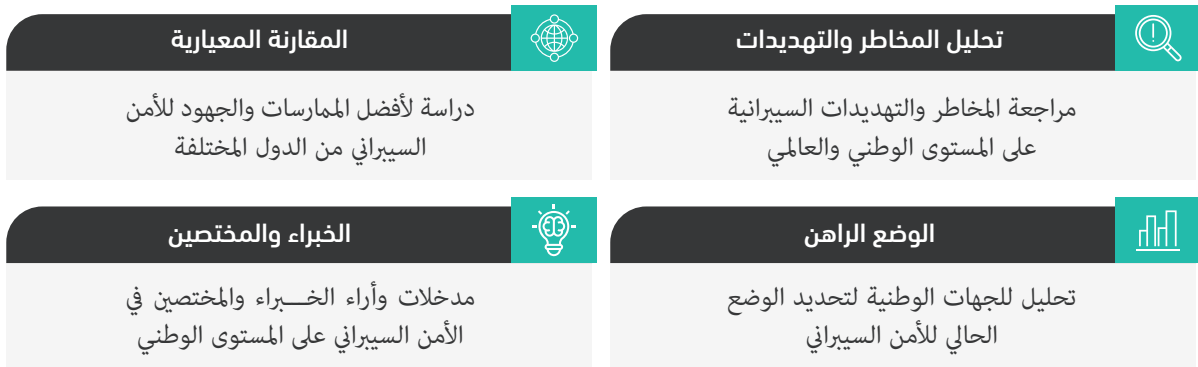 تحليل المخاطر والتهديدات
مراجعة المخاطر والتهديدات السيبرانية
على المستوى الوطني والعالمي
المقارنة المعيارية
دراسة لأفضل الممارسات والجهود للأمن
السيبراني من الدول المختلفة
الوضع الراهن
تحليل للجهات الوطنية لتحديد الوضع
الحالي للأمن السيبراني
الخبراء والمختصين
مدخلات وأراء الخـــبراء والمختصين في
الأمن السيبراني على المستوى الوطني